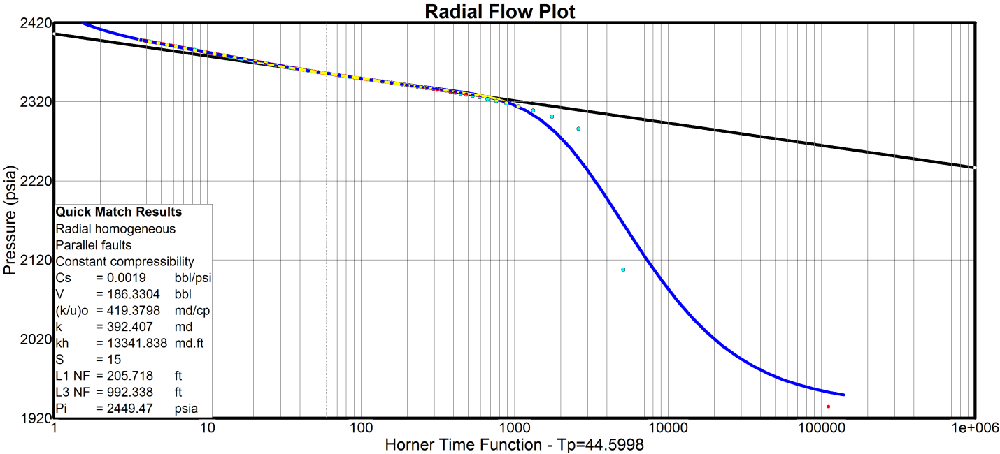 Radial Flow Plot
Pressure (psia)
2420
2320
2220
2120
2020
1920
Quick Match Results
Radial homogeneous
Parallel faults
Constant compressibility
Cs = 0.0019 bbl/psi
V = 186.3304 bbl
(k/u)o = 419.3798 md/cp
k = 392.407 md
kh = 13341.838 md.ft
S = 15
L1 NF = 205.718 ft
L3 NF = 992.338 ft
Pi = 2449.47 psia
1 10 100 1000 10000 100000 1e+006
Horner Time Function - Tp=44.5998